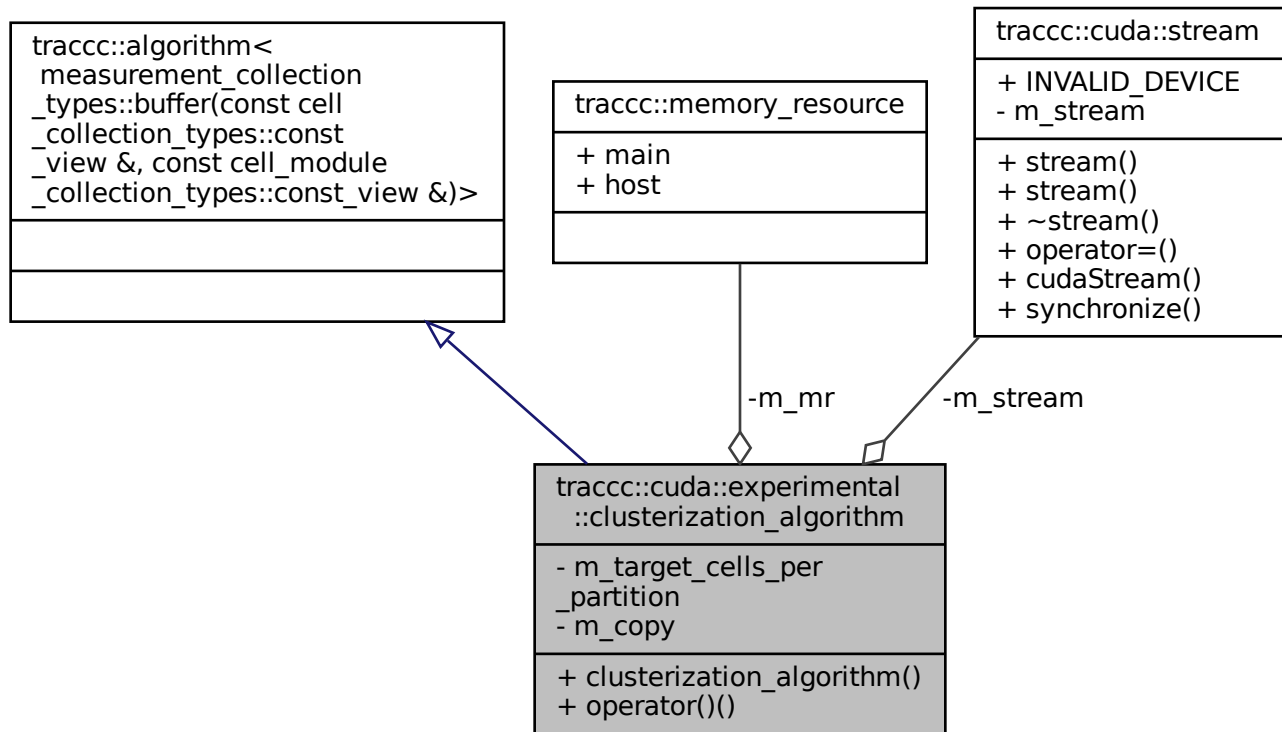 traccc::algorithm<
measurement_collection
_types::buffer(const cell
_collection_types::const
_view &, const cell_module
_collection_types::const_view &)>
traccc::memory_resource
+ main
+ host
traccc::cuda::stream
+ INVALID_DEVICE
- m_stream
+ stream()
+ stream()
+ ~stream()
+ operator=()
+ cudaStream()
+ synchronize()
-m_mr
-m_stream
traccc::cuda::experimental
::clusterization_algorithm
- m_target_cells_per
_partition
- m_copy
+ clusterization_algorithm()
+ operator()()